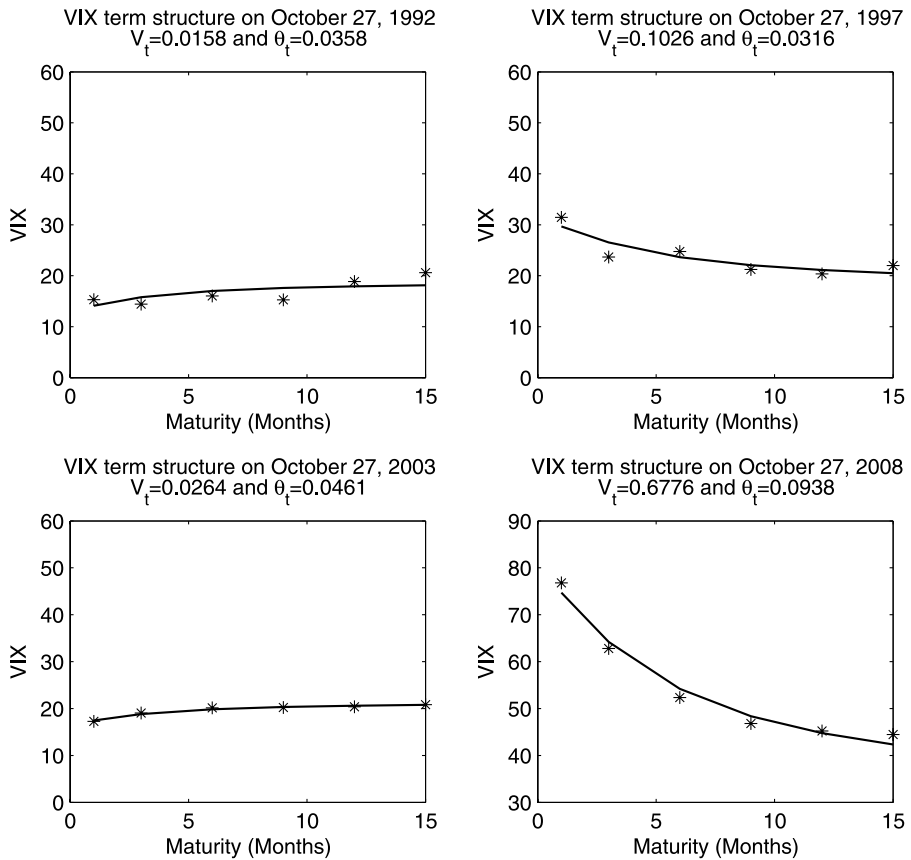 VIX term structure on October 27, 1992
V_t=0.0158 and θ_t=0.0358
60
50
40
30
20
10
0
VIX
0 5 10 15
Maturity (Months)
VIX term structure on October 27, 1997
V_t=0.1026 and θ_t=0.0316
60
50
40
30
20
10
0
VIX
0 5 10 15
Maturity (Months)
VIX term structure on October 27, 2003
V_t=0.0264 and θ_t=0.0461
60
50
40
30
20
10
0
VIX
0 5 10 15
Maturity (Months)
VIX term structure on October 27, 2008
V_t=0.6776 and θ_t=0.0938
90
80
70
60
50
40
30
VIX
0 5 10 15
Maturity (Months)